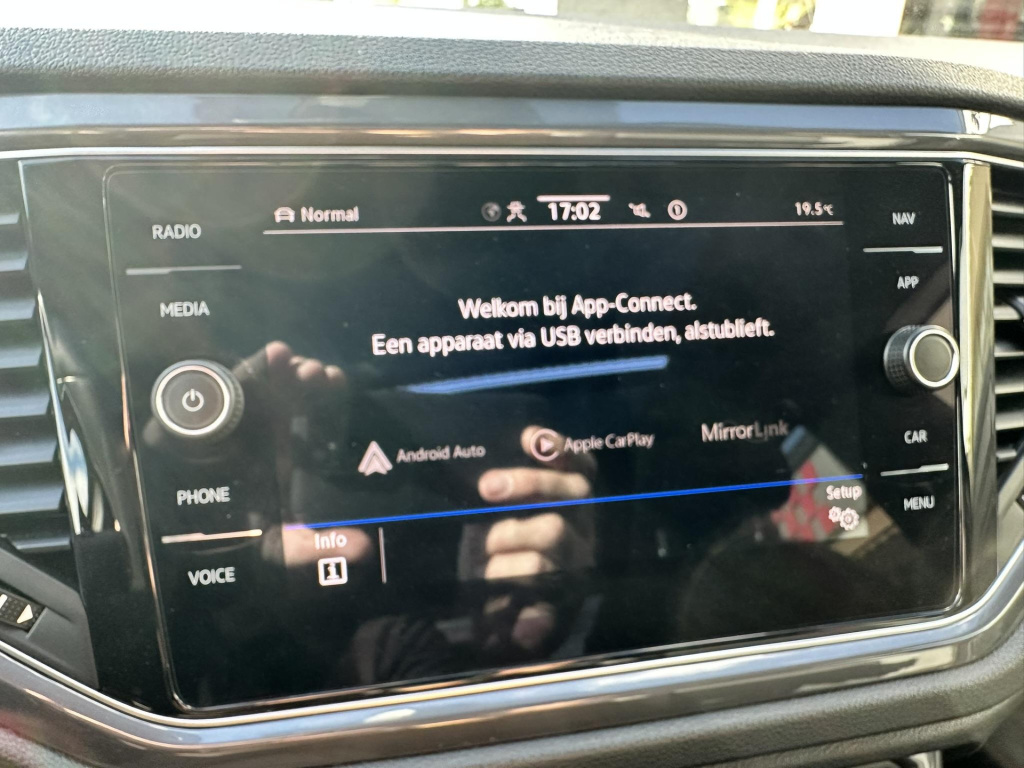 RADIO
MEDIA
PHONE
VOICE
Normal
17:02
19.5°C
Welkom bij App-Connect.
Een apparaat via USB verbinden, alstublieft.
Android Auto
Apple CarPlay
MirrorLink
Setup
Info
NAV
APP
CAR
MENU